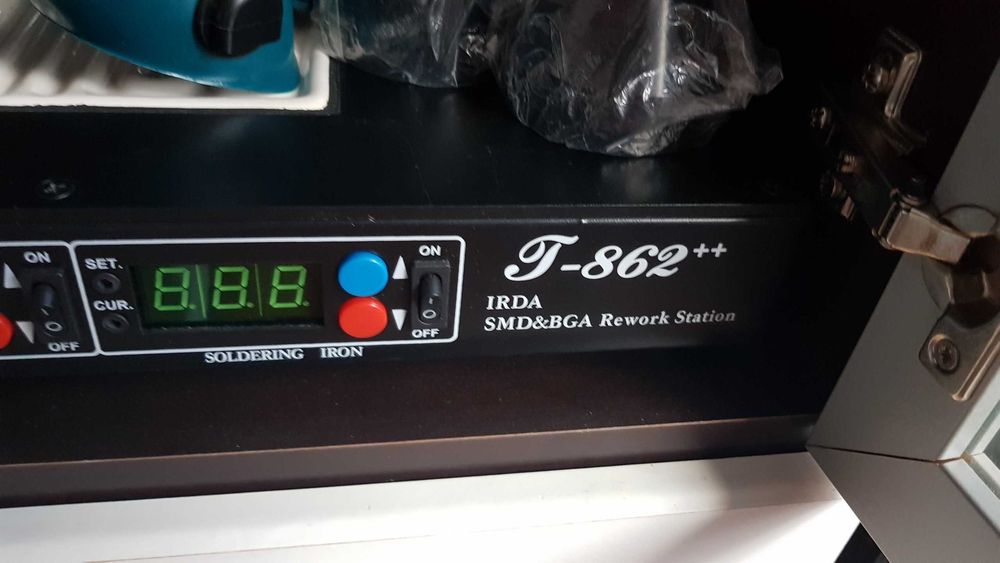 ON
OFF
SET.
CUR.
8.8.8.
ON
OFF
SOLDERING IRON
T-862++
IRDA
SMD&BGA Rework Station